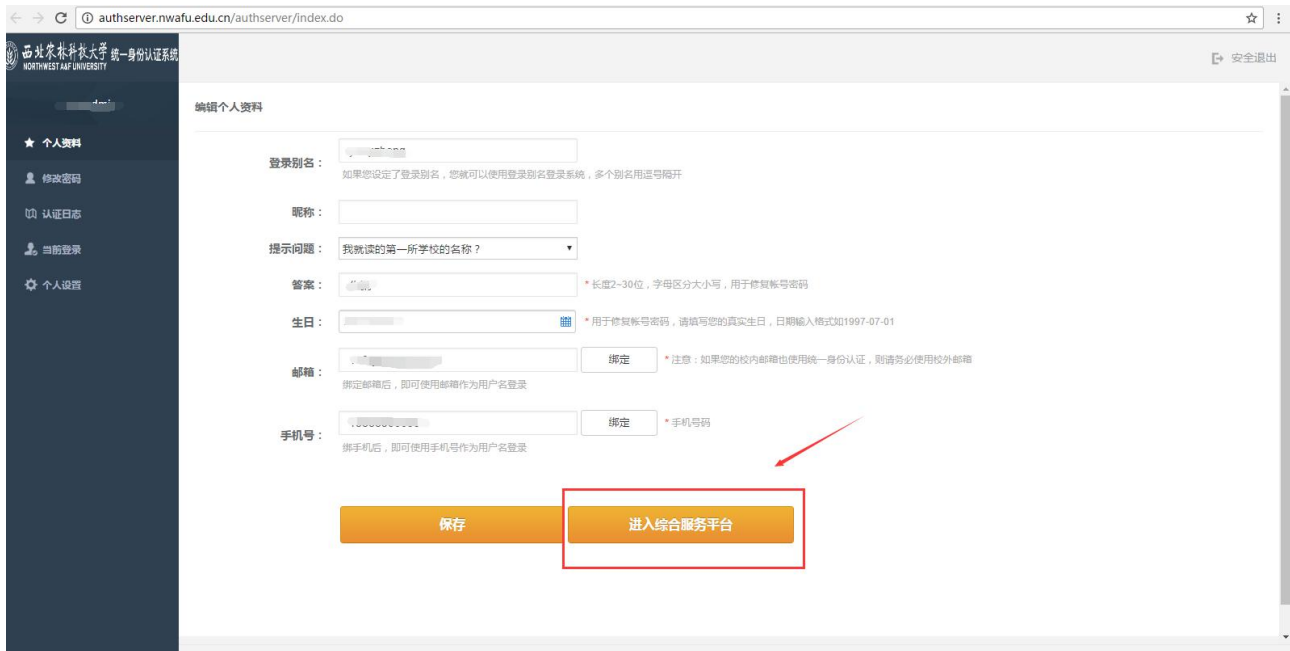 authserver.nwafu.edu.cn/authserver/index.do
西北农林科技大学 统一身份认证系统
NORTHWEST A&F UNIVERSITY
安全退出
编辑个人资料
个人资料
修改密码
认证日志
当前登录
个人设置
登录别名：
如果您设定了登录别名，您就可以使用登录别名登录系统，多个别名用逗号隔开
昵称：
提示问题：
我就读的第一所学校的名称？
答案：
* 长度2~30位，字母区分大小写，用于修复帐号密码
生日：
* 用于修复帐号密码，请填写您的真实生日，日期输入格式如1997-07-01
邮箱：
绑定
* 注意：如果您的校内邮箱也使用统一身份认证，则请务必使用校外邮箱
绑定邮箱后，即可使用邮箱作为用户名登录
手机号：
绑定
* 手机号码
绑手机后，即可使用手机号作为用户名登录
保存
进入综合服务平台